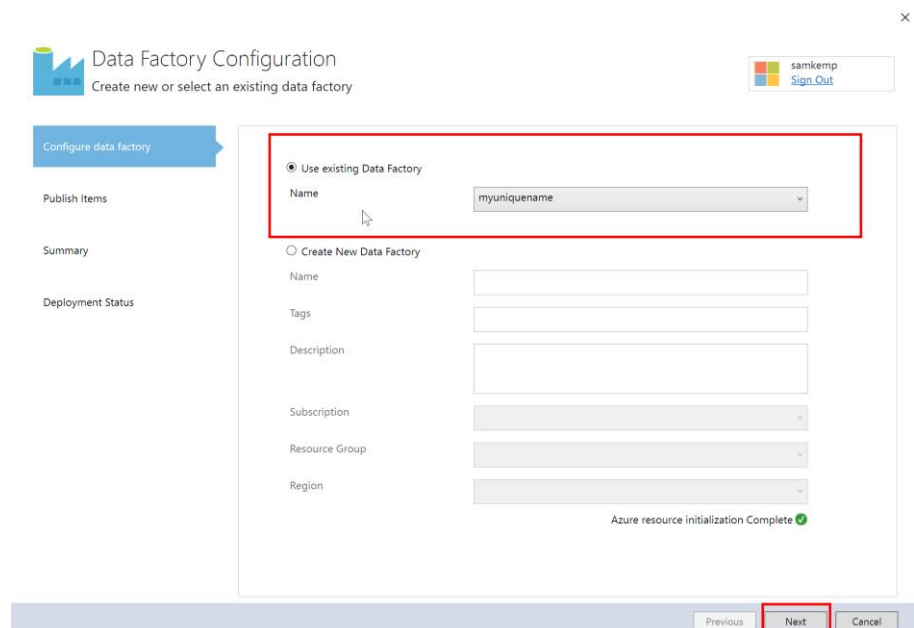 Data Factory Configuration
Create new or select an existing data factory
samkemp
Sign Out
Configure data factory
Publish Items
Summary
Deployment Status
Use existing Data Factory
Name
myuniquename
Create New Data Factory
Name
Tags
Description
Subscription
Resource Group
Region
Azure resource initialization Complete
Previous
Next
Cancel